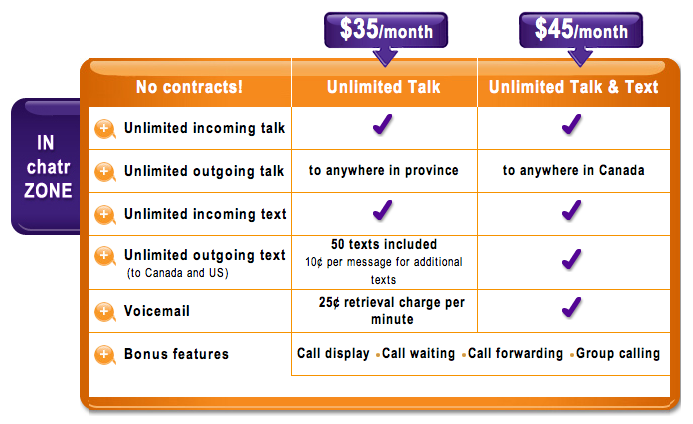 $35/month
$45/month
No contracts!
Unlimited Talk
Unlimited Talk & Text
IN
chatr
ZONE
Unlimited incoming talk
Unlimited outgoing talk
to anywhere in province
to anywhere in Canada
Unlimited incoming text
Unlimited outgoing text
(to Canada and US)
50 texts included
10¢ per message for additional
texts
Voicemail
25¢ retrieval charge per
minute
Bonus features
Call display • Call waiting • Call forwarding • Group calling